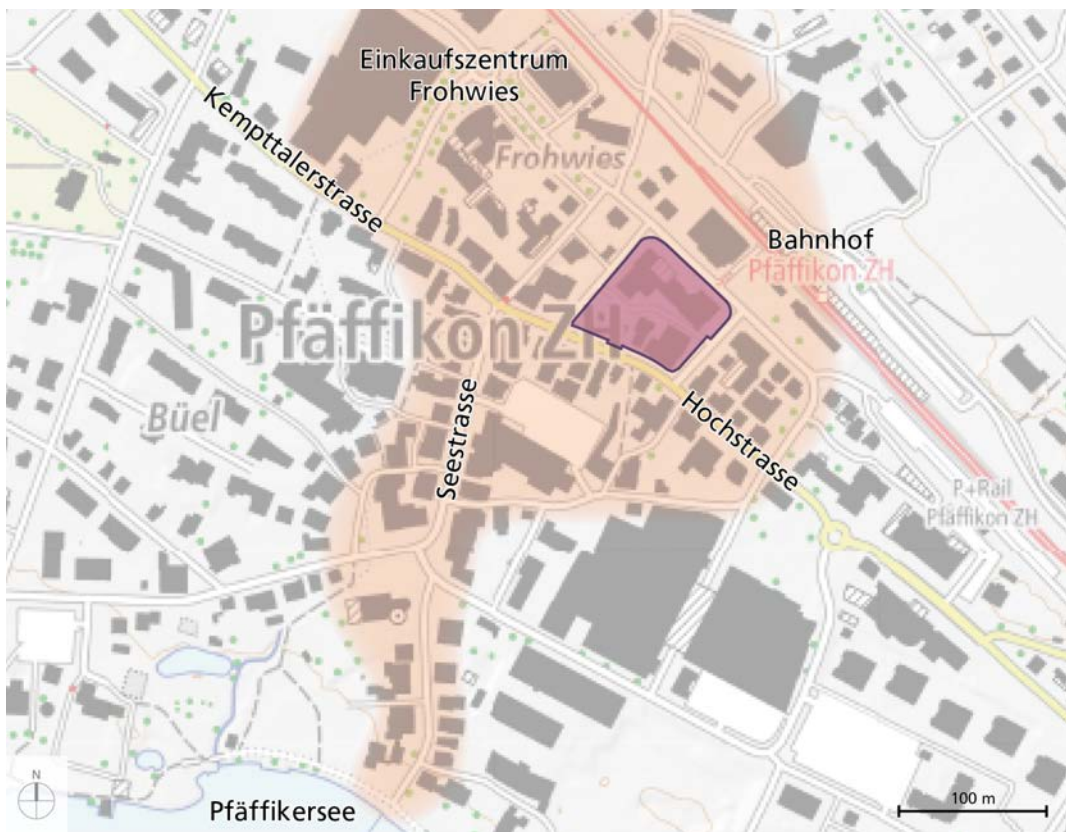 Einkaufszentrum
Frohwies
Kempttalerstrasse
Frohwies
Bahnhof
Pfäffikon ZH
Pfäffikon ZH
Büel
Seestrasse
Hochstrasse
P+Rail
Pfäffikon ZH
N
100 m
Pfäffikersee